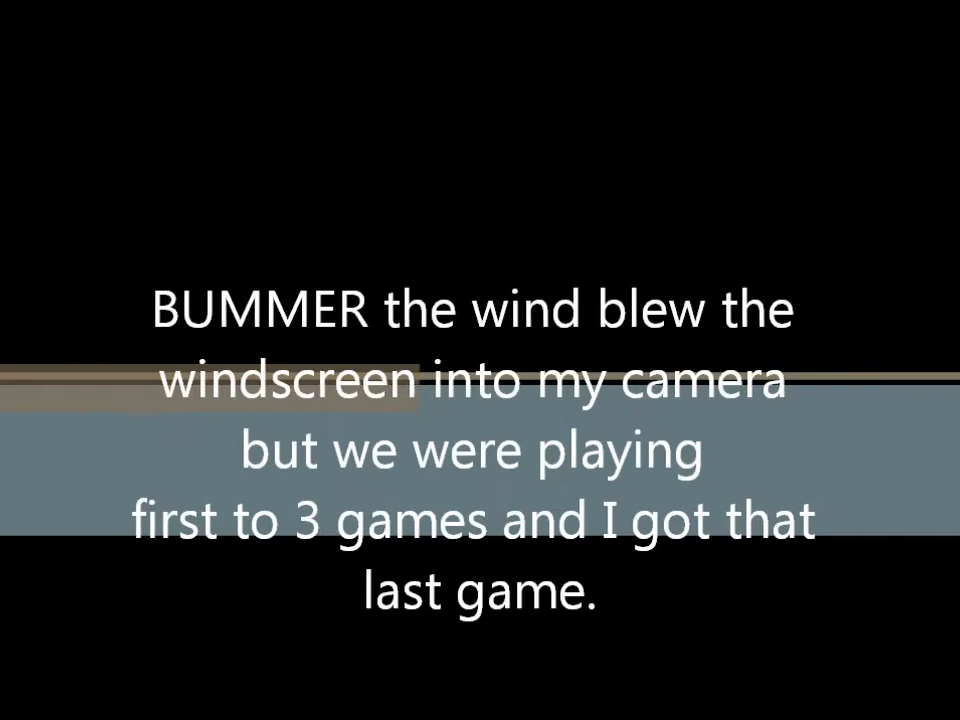 BUMMER the wind blew the
windscreen into my camera
but we were playing
first to 3 games and I got that
last game.